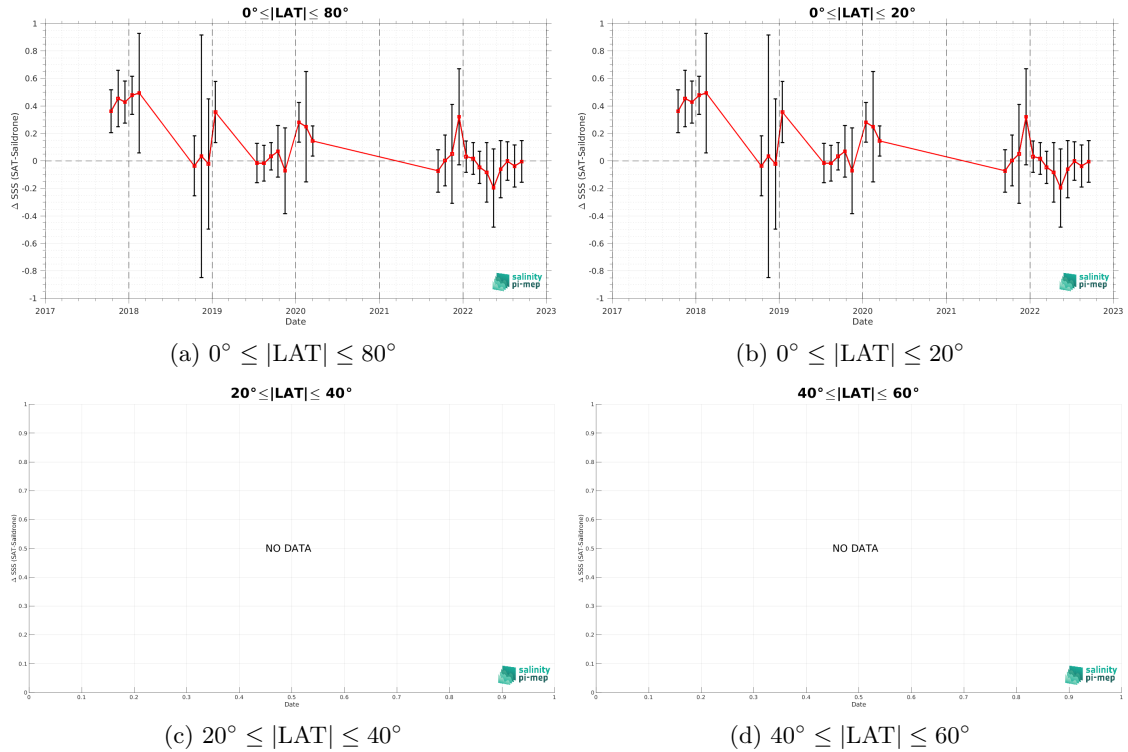 0°≤|LAT|≤ 80°
1
0.8
0.6
0.4
0.2
0
-0.2
-0.4
-0.6
-0.8
-1
Δ SSS (SAT-Saildrone)
2017 2018 2019 2020 2021 2022 2023
Date
salinity
pi-mep
(a) 0° ≤ |LAT| ≤ 80°
0°≤|LAT|≤ 20°
1
0.8
0.6
0.4
0.2
0
-0.2
-0.4
-0.6
-0.8
-1
Δ SSS (SAT-Saildrone)
2017 2018 2019 2020 2021 2022 2023
Date
salinity
pi-mep
(b) 0° ≤ |LAT| ≤ 20°
20°≤|LAT|≤ 40°
1
0.9
0.8
0.7
0.6
0.5
0.4
0.3
0.2
0.1
0
Δ SSS (SAT-Saildrone)
NO DATA
0 0.1 0.2 0.3 0.4 0.5 0.6 0.7 0.8 0.9 1
Date
salinity
pi-mep
(c) 20° ≤ |LAT| ≤ 40°
40°≤|LAT|≤ 60°
1
0.9
0.8
0.7
0.6
0.5
0.4
0.3
0.2
0.1
0
Δ SSS (SAT-Saildrone)
NO DATA
0 0.1 0.2 0.3 0.4 0.5 0.6 0.7 0.8 0.9 1
Date
salinity
pi-mep
(d) 40° ≤ |LAT| ≤ 60°